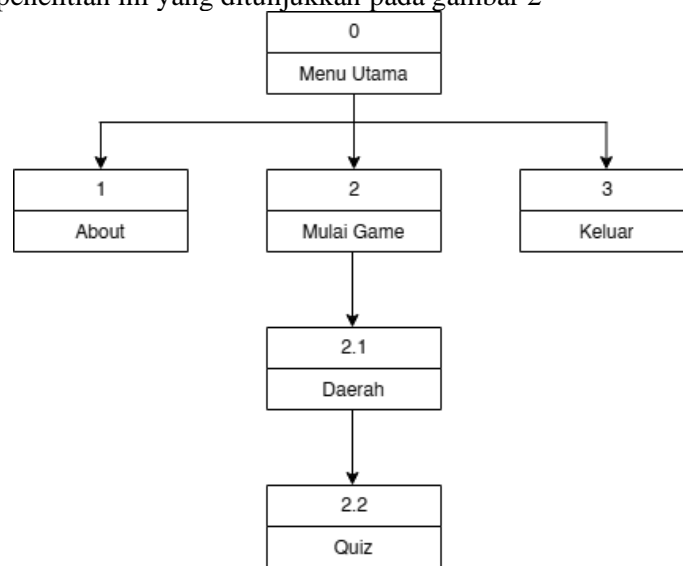 penelitian ini yang ditunjukkan pada gambar 2
0
Menu Utama
1
About
2
Mulai Game
3
Keluar
2.1
Daerah
2.2
Quiz